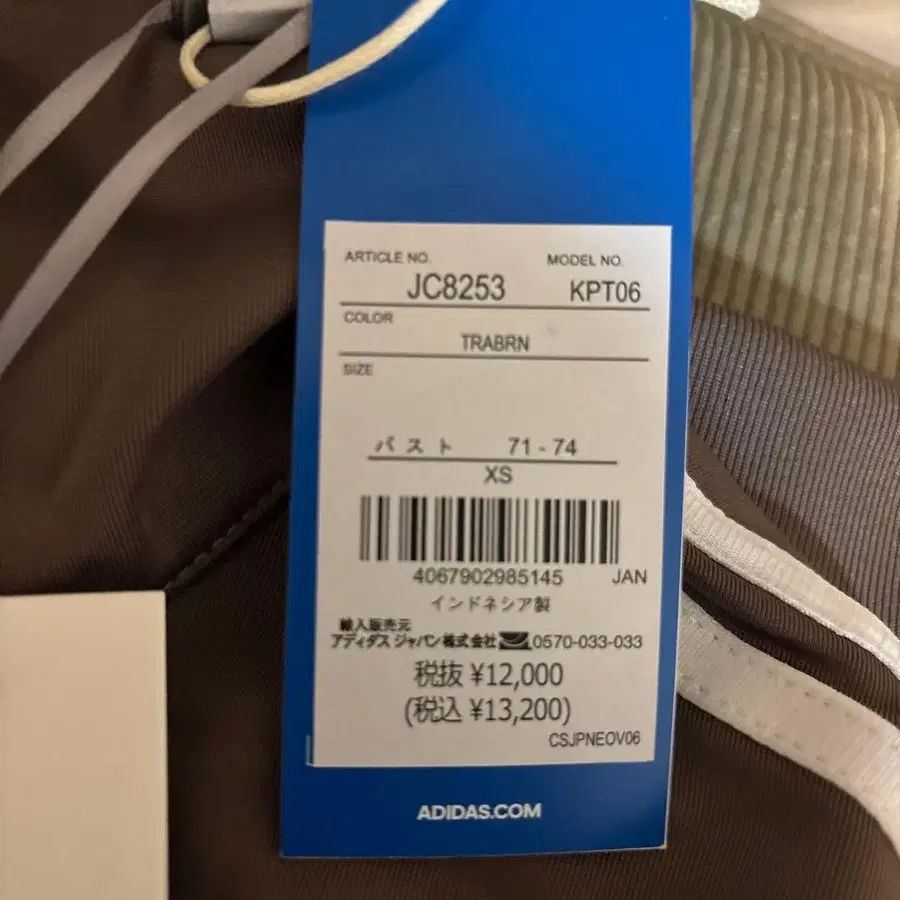 ARTICLE NO. MODEL NO.
JC8253 KPT06
COLOR
TRABRN
SIZE
バスト 71 - 74
XS
4067902985145 JAN
インドネシア製
輸入販売元
アディダス ジャパン株式会社 0570-033-033
税抜 ¥12,000
(税込 ¥13,200)
CSJPNEOV06
ADIDAS.COM